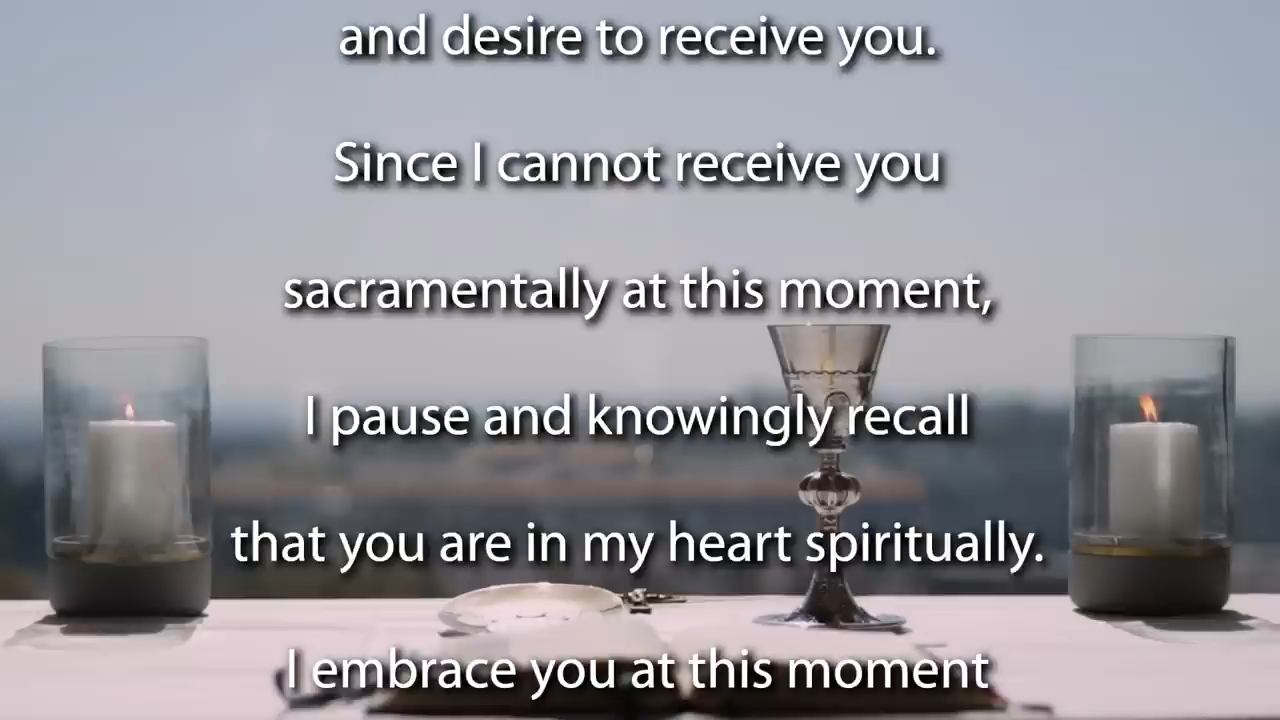 and desire to receive you.
Since I cannot receive you
sacramentally at this moment,
I pause and knowingly recall
that you are in my heart spiritually.
I embrace you at this moment